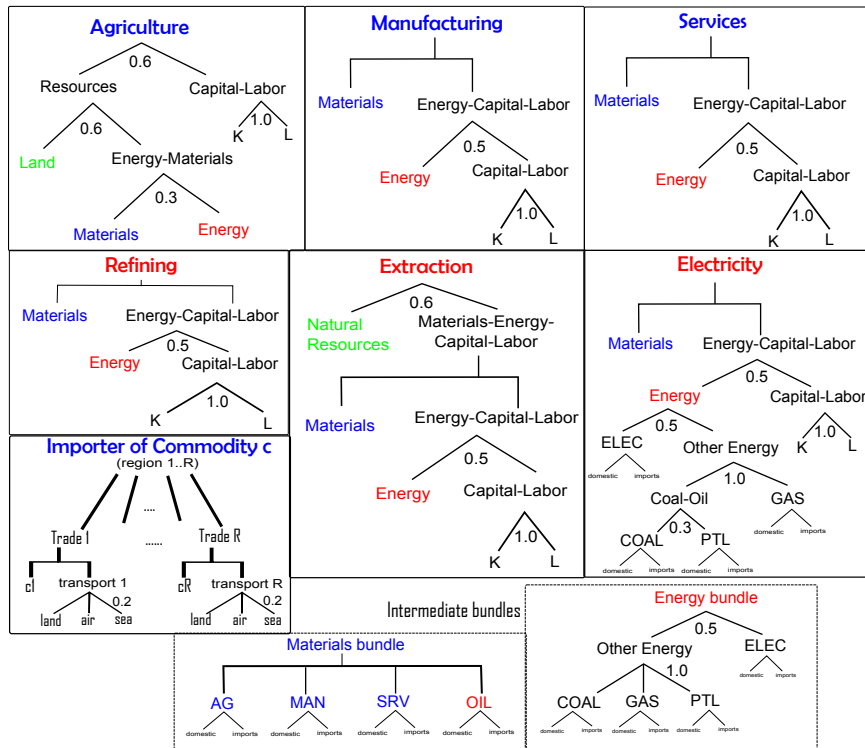 Agriculture
0.6
Resources
Capital-Labor
0.6
1.0
K
L
Land
Energy-Materials
0.3
Materials
Energy
Manufacturing
Materials
Energy-Capital-Labor
0.5
Energy
Capital-Labor
1.0
K
L
Services
Materials
Energy-Capital-Labor
0.5
Energy
Capital-Labor
1.0
K
L
Refining
Materials
Energy-Capital-Labor
0.5
Energy
Capital-Labor
1.0
K
L
Extraction
0.6
Natural
Resources
Materials-Energy-
Capital-Labor
Materials
Energy-Capital-Labor
0.5
Energy
Capital-Labor
1.0
K
L
Electricity
Materials
Energy-Capital-Labor
0.5
Energy
Capital-Labor
0.5
1.0
K
L
ELEC
domestic
imports
Other Energy
1.0
Coal-Oil
GAS
domestic
imports
0.3
COAL
PTL
domestic
imports
domestic
imports
Importer of Commodity c
(region 1..R)
....
......
Trade 1
Trade R
c1
transport 1
cR
transport R
0.2
0.2
land
air
sea
land
air
sea
Intermediate bundles
Materials bundle
AG
MAN
SRV
OIL
domestic
imports
domestic
imports
domestic
imports
domestic
imports
Energy bundle
0.5
Other Energy
ELEC
domestic
imports
1.0
COAL
GAS
PTL
domestic
imports
domestic
imports
domestic
imports